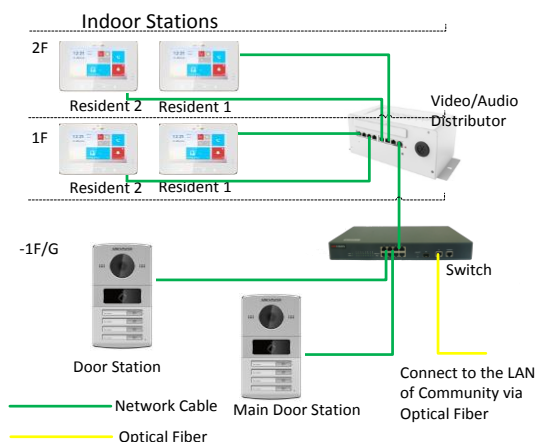 Indoor Stations
2F
Resident 2
Resident 1
Video/Audio
Distributor
1F
Resident 2
Resident 1
-1F/G
Switch
Door Station
Main Door Station
Connect to the LAN
of Community via
Optical Fiber
Network Cable
Optical Fiber